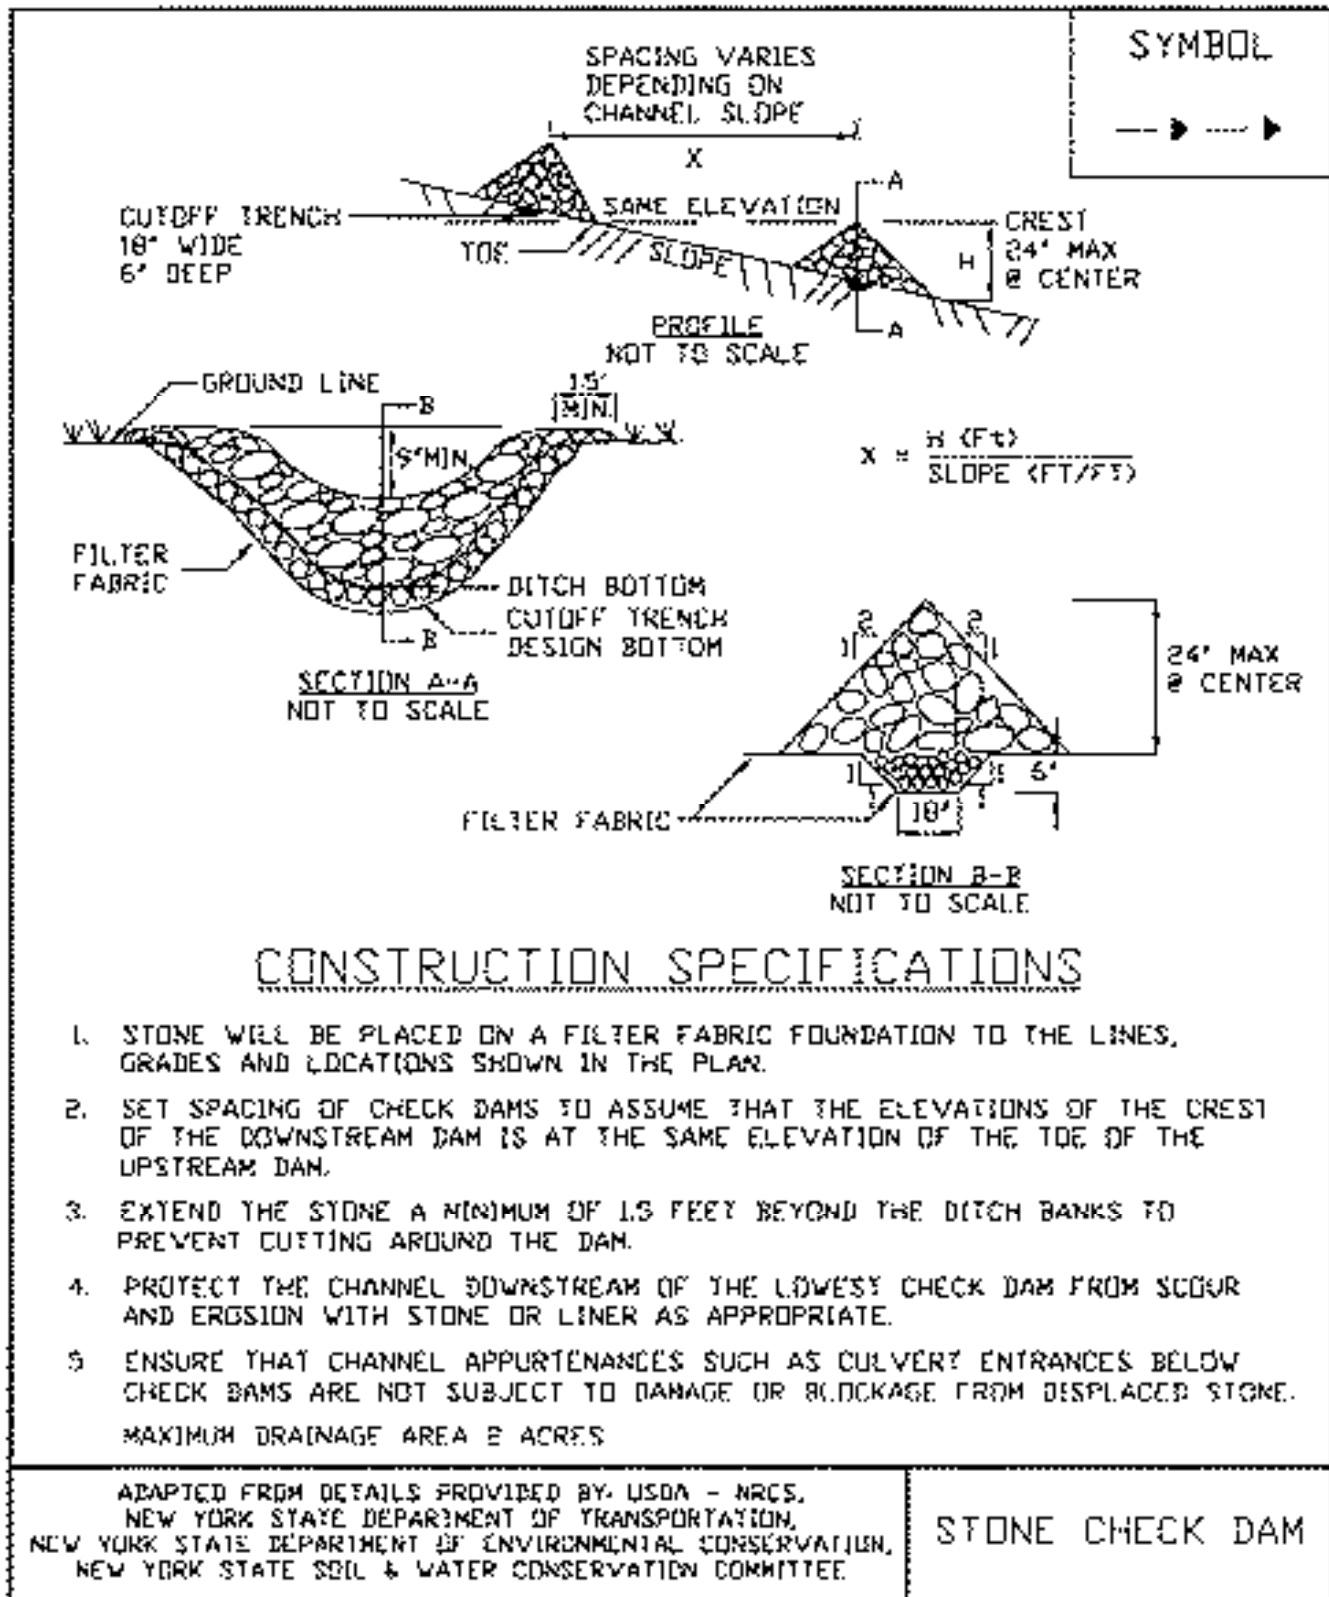 SYMBOL
SPACING VARIES
DEPENDING ON
CHANNEL SLOPE
X
A
SAME ELEVATION
CUTOFF TRENCH
18" WIDE
6" DEEP
TOE
SLOPE
H
CREST
24" MAX
@ CENTER
A
PROFILE
NOT TO SCALE
GROUND LINE
B
1.5'
MIN.
9"MIN.
X = H (Ft)
SLOPE (FT/FT)
FILTER
FABRIC
DITCH BOTTOM
CUTOFF TRENCH
DESIGN BOTTOM
B
SECTION A-A
NOT TO SCALE
2
2
1
1
24" MAX
@ CENTER
1
6"
18"
FILTER FABRIC
SECTION B-B
NOT TO SCALE
CONSTRUCTION SPECIFICATIONS
1. STONE WILL BE PLACED ON A FILTER FABRIC FOUNDATION TO THE LINES,
GRADES AND LOCATIONS SHOWN IN THE PLAN.
2. SET SPACING OF CHECK DAMS TO ASSUME THAT THE ELEVATIONS OF THE CREST
OF THE DOWNSTREAM DAM IS AT THE SAME ELEVATION OF THE TOE OF THE
UPSTREAM DAM.
3. EXTEND THE STONE A MINIMUM OF 1.5 FEET BEYOND THE DITCH BANKS TO
PREVENT CUTTING AROUND THE DAM.
4. PROTECT THE CHANNEL DOWNSTREAM OF THE LOWEST CHECK DAM FROM SCOUR
AND EROSION WITH STONE OR LINER AS APPROPRIATE.
5 ENSURE THAT CHANNEL APPURTENANCES SUCH AS CULVERT ENTRANCES BELOW
CHECK DAMS ARE NOT SUBJECT TO DAMAGE OR BLOCKAGE FROM DISPLACED STONE.
MAXIMUM DRAINAGE AREA 2 ACRES
ADAPTED FROM DETAILS PROVIDED BY: USDA - NRCS,
NEW YORK STATE DEPARTMENT OF TRANSPORTATION,
NEW YORK STATE DEPARTMENT OF ENVIRONMENTAL CONSERVATION,
NEW YORK STATE SOIL & WATER CONSERVATION COMMITTEE
STONE CHECK DAM